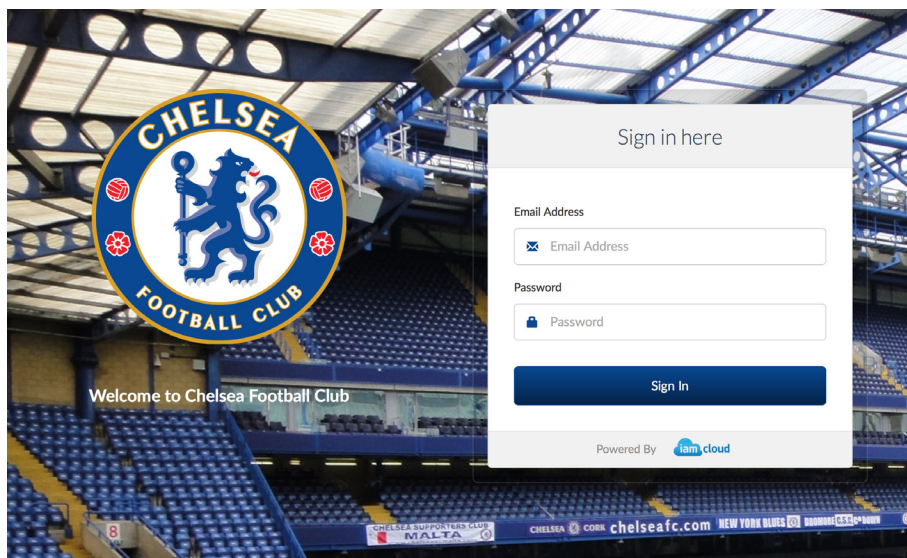 CHELSEA
FOOTBALL CLUB
Welcome to Chelsea Football Club
Sign in here
Email Address
Email Address
Password
Password
Sign In
Powered By iam cloud
8
CHELSEA SUPPORTERS CLUB
MALTA
CHELSEA CORK chelseafc.com NEW YORK BLUES